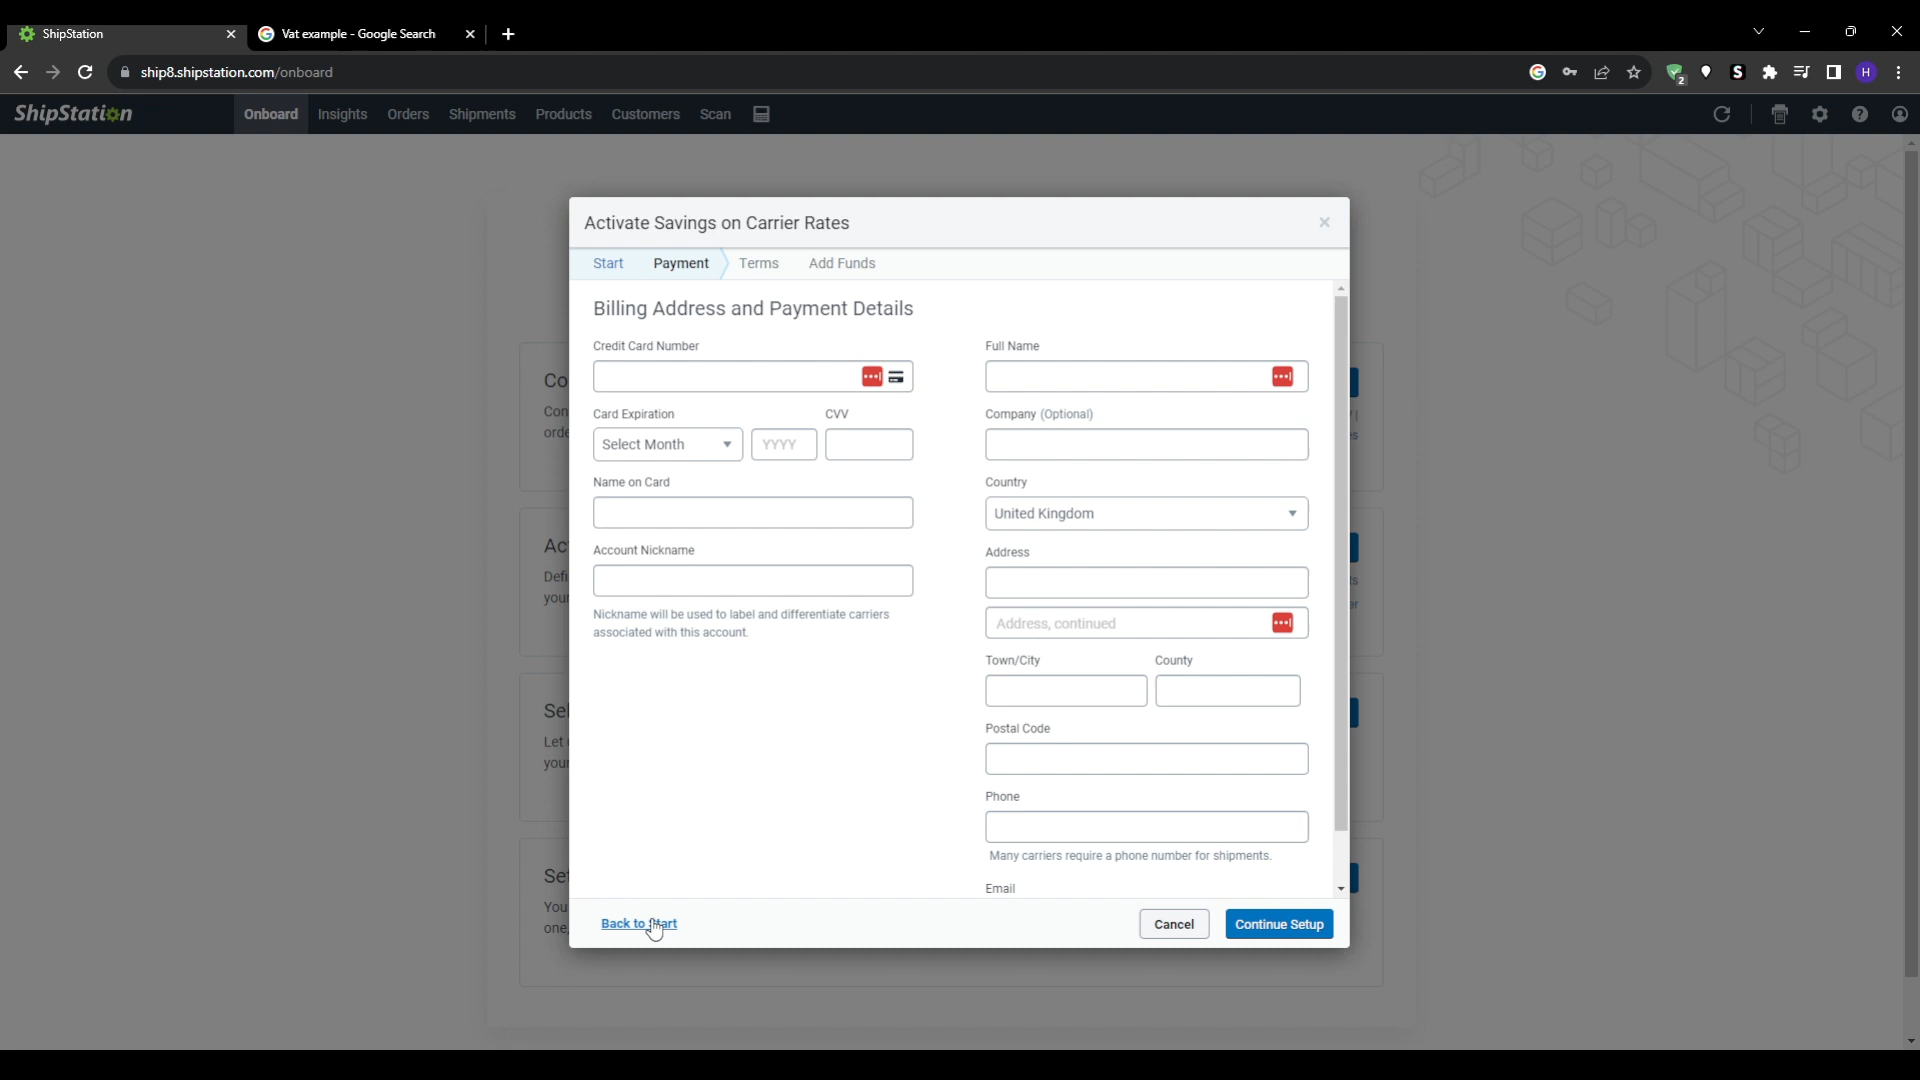 ShipStation
Vat example - Google Search
ship8.shipstation.com/onboard
2
S
H
ShipStation
Onboard
Insights
Orders
Shipments
Products
Customers
Scan
Activate Savings on Carrier Rates
Start
Payment
Terms
Add Funds
Billing Address and Payment Details
Credit Card Number
Full Name
Card Expiration
CVV
Company (Optional)
Select Month
YYYY
Name on Card
Country
United Kingdom
Account Nickname
Address
Nickname will be used to label and differentiate carriers
associated with this account.
Address, continued
Town/City
County
Postal Code
Phone
Many carriers require a phone number for shipments.
Email
Back to Start
Cancel
Continue Setup